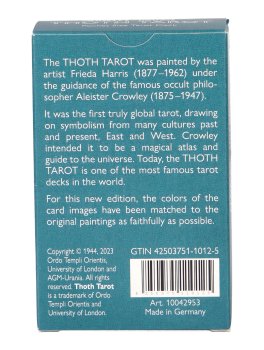 THOTH TAROT
The THOTH TAROT was painted by the
artist Frieda Harris (1877–1962) under
the guidance of the famous occult philo-
sopher Aleister Crowley (1875–1947).
It was the first truly global tarot, drawing
on symbolism from many cultures past
and present, East and West. Crowley
intended it to be a magical atlas and
guide to the universe. Today, the THOTH
TAROT is one of the most famous tarot
decks in the world.
For this new edition, the colors of the
card images have been matched to the
original paintings as faithfully as possible.
Copyright © 1944, 2023
Ordo Templi Orientis,
University of London and
AGM-Urania. All rights
reserved. Thoth Tarot
is a trademark of Ordo
Templi Orientis and
University of London.
GTIN 42503751-1012-5
Art. 10042953
Made in Germany